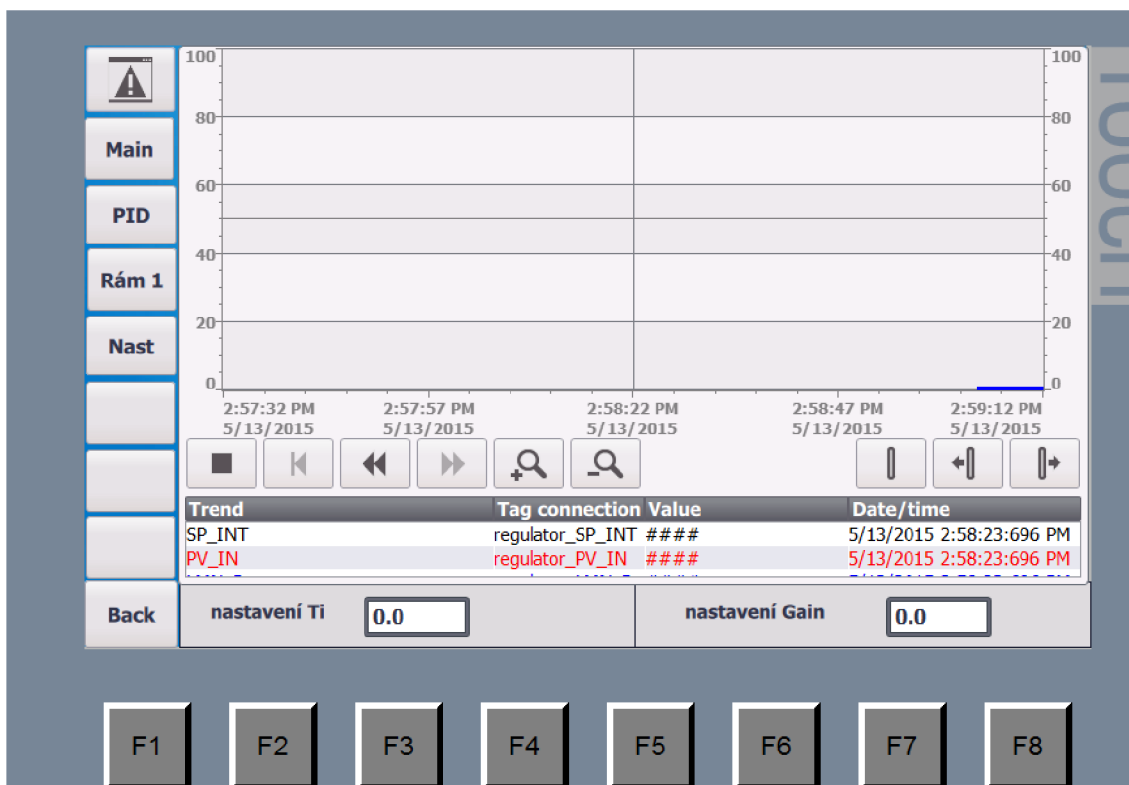 100
80
60
40
20
0
100
80
60
40
20
0
2:57:32 PM 2:57:57 PM 2:58:22 PM 2:58:47 PM 2:59:12 PM
5/13/2015 5/13/2015 5/13/2015 5/13/2015 5/13/2015
Main
PID
Rám 1
Nast
Back
Trend Tag connection Value Date/time
SP_INT regulator_SP_INT #### 5/13/2015 2:58:23:696 PM
PV_IN regulator_PV_IN #### 5/13/2015 2:58:23:696 PM
nastavení Ti 0.0 nastavení Gain 0.0
F1 F2 F3 F4 F5 F6 F7 F8